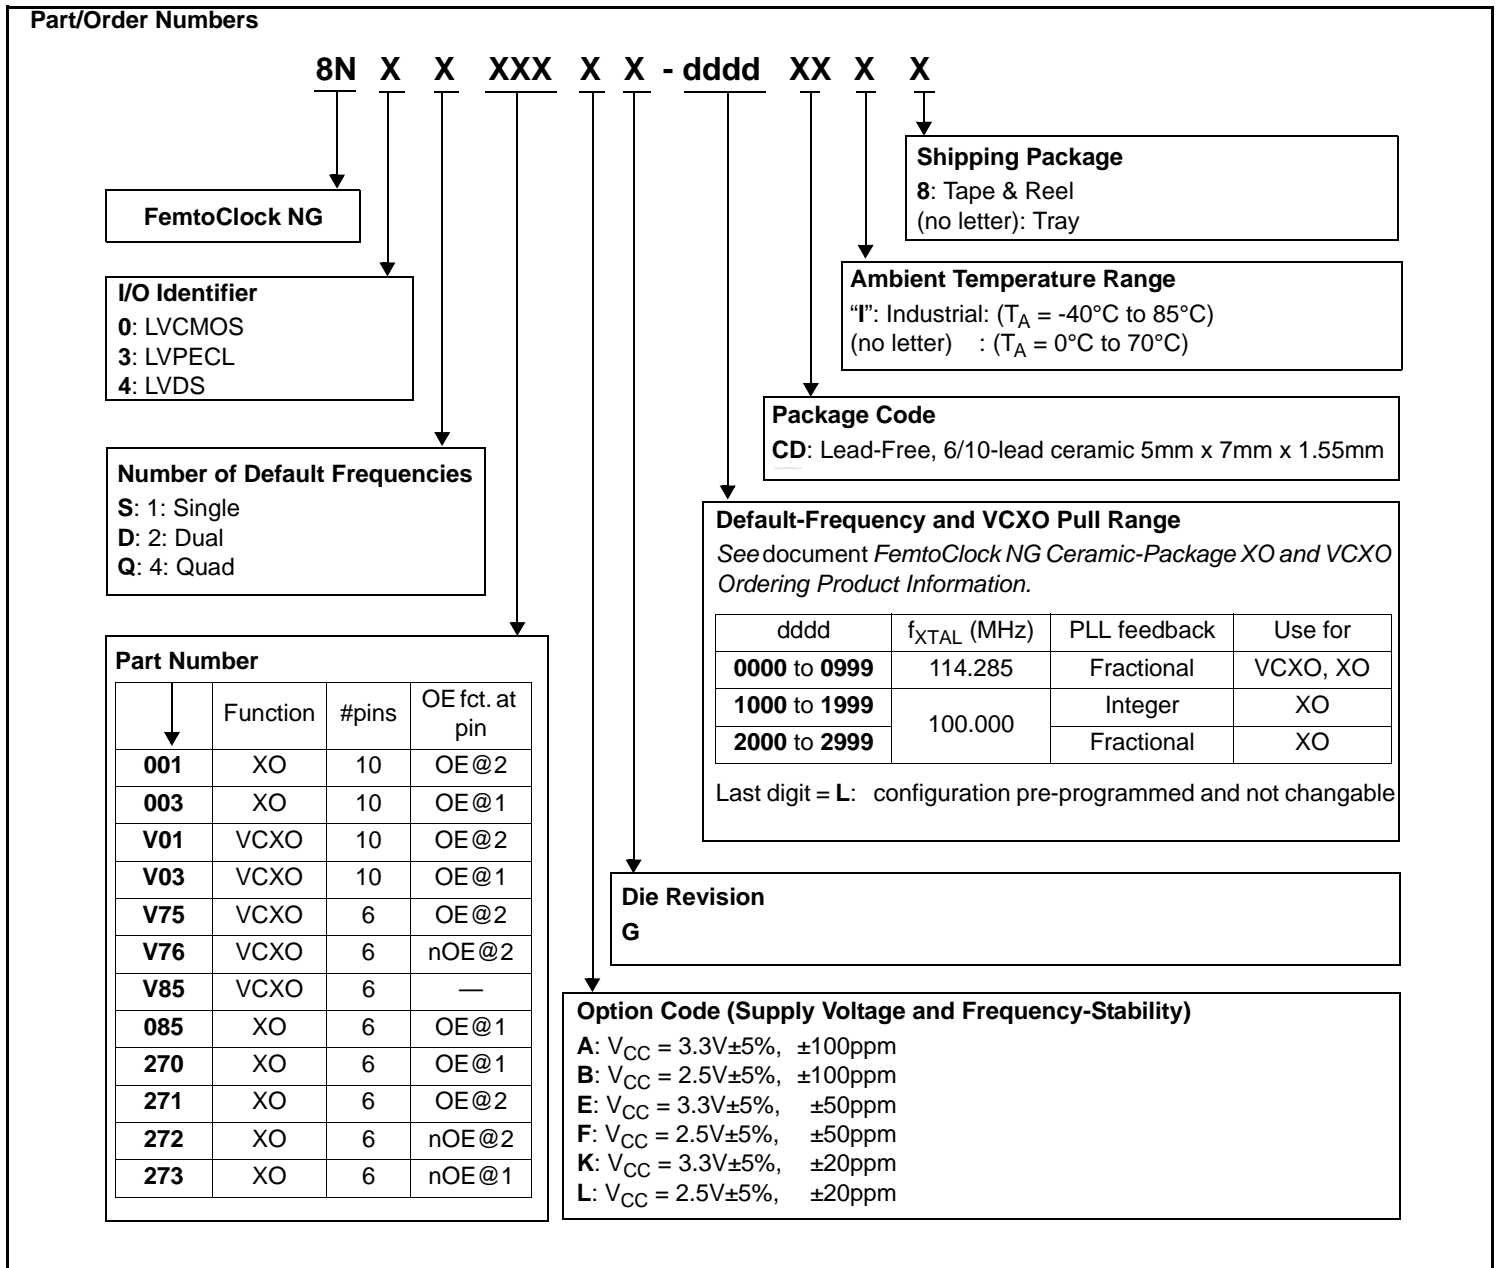 Part/Order Numbers
8N X X XXX X X - dddd XX X X
Shipping Package
8: Tape & Reel
(no letter): Tray
FemtoClock NG
Ambient Temperature Range
“I”: Industrial: (TA = -40°C to 85°C)
(no letter) : (TA = 0°C to 70°C)
I/O Identifier
0: LVCMOS
3: LVPECL
4: LVDS
Package Code
CD: Lead-Free, 6/10-lead ceramic 5mm x 7mm x 1.55mm
Number of Default Frequencies
S: 1: Single
D: 2: Dual
Q: 4: Quad
Default-Frequency and VCXO Pull Range
See document FemtoClock NG Ceramic-Package XO and VCXO
Ordering Product Information.
dddd fXTAL (MHz) PLL feedback Use for
0000 to 0999 114.285 Fractional VCXO, XO
1000 to 1999 100.000 Integer XO
2000 to 2999 Fractional XO
Last digit = L: configuration pre-programmed and not changable
Part Number
Function #pins OE fct. at
pin
001 XO 10 OE@2
003 XO 10 OE@1
V01 VCXO 10 OE@2
V03 VCXO 10 OE@1
V75 VCXO 6 OE@2
V76 VCXO 6 nOE@2
V85 VCXO 6 —
085 XO 6 OE@1
270 XO 6 OE@1
271 XO 6 OE@2
272 XO 6 nOE@2
273 XO 6 nOE@1
Die Revision
G
Option Code (Supply Voltage and Frequency-Stability)
A: VCC = 3.3V±5%, ±100ppm
B: VCC = 2.5V±5%, ±100ppm
E: VCC = 3.3V±5%, ±50ppm
F: VCC = 2.5V±5%, ±50ppm
K: VCC = 3.3V±5%, ±20ppm
L: VCC = 2.5V±5%, ±20ppm